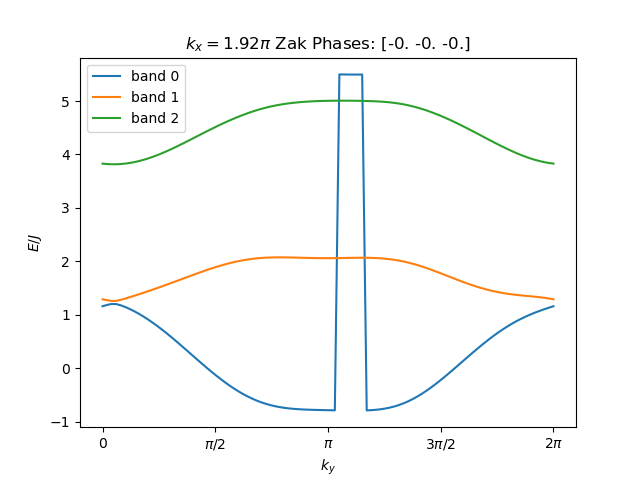 $k_x = 1.92\pi$ Zak Phases: [-0. -0. -0.]
band 0
band 1
band 2
E/J
5
4
3
2
1
0
−1
0
π/2
π
3π/2
2π
$k_y$